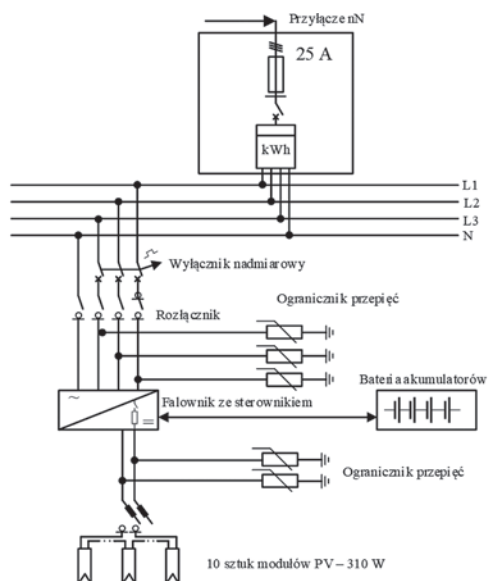 Przyłącze nN
25 A
kWh
L1
L2
L3
N
Wyłącznik nadmiarowy
Ogranicznik przepięć
Rozłącznik
Bateria akumulatorów
Falownik ze sterownikiem
Ogranicznik przepięć
10 sztuk modułów PV – 310 W